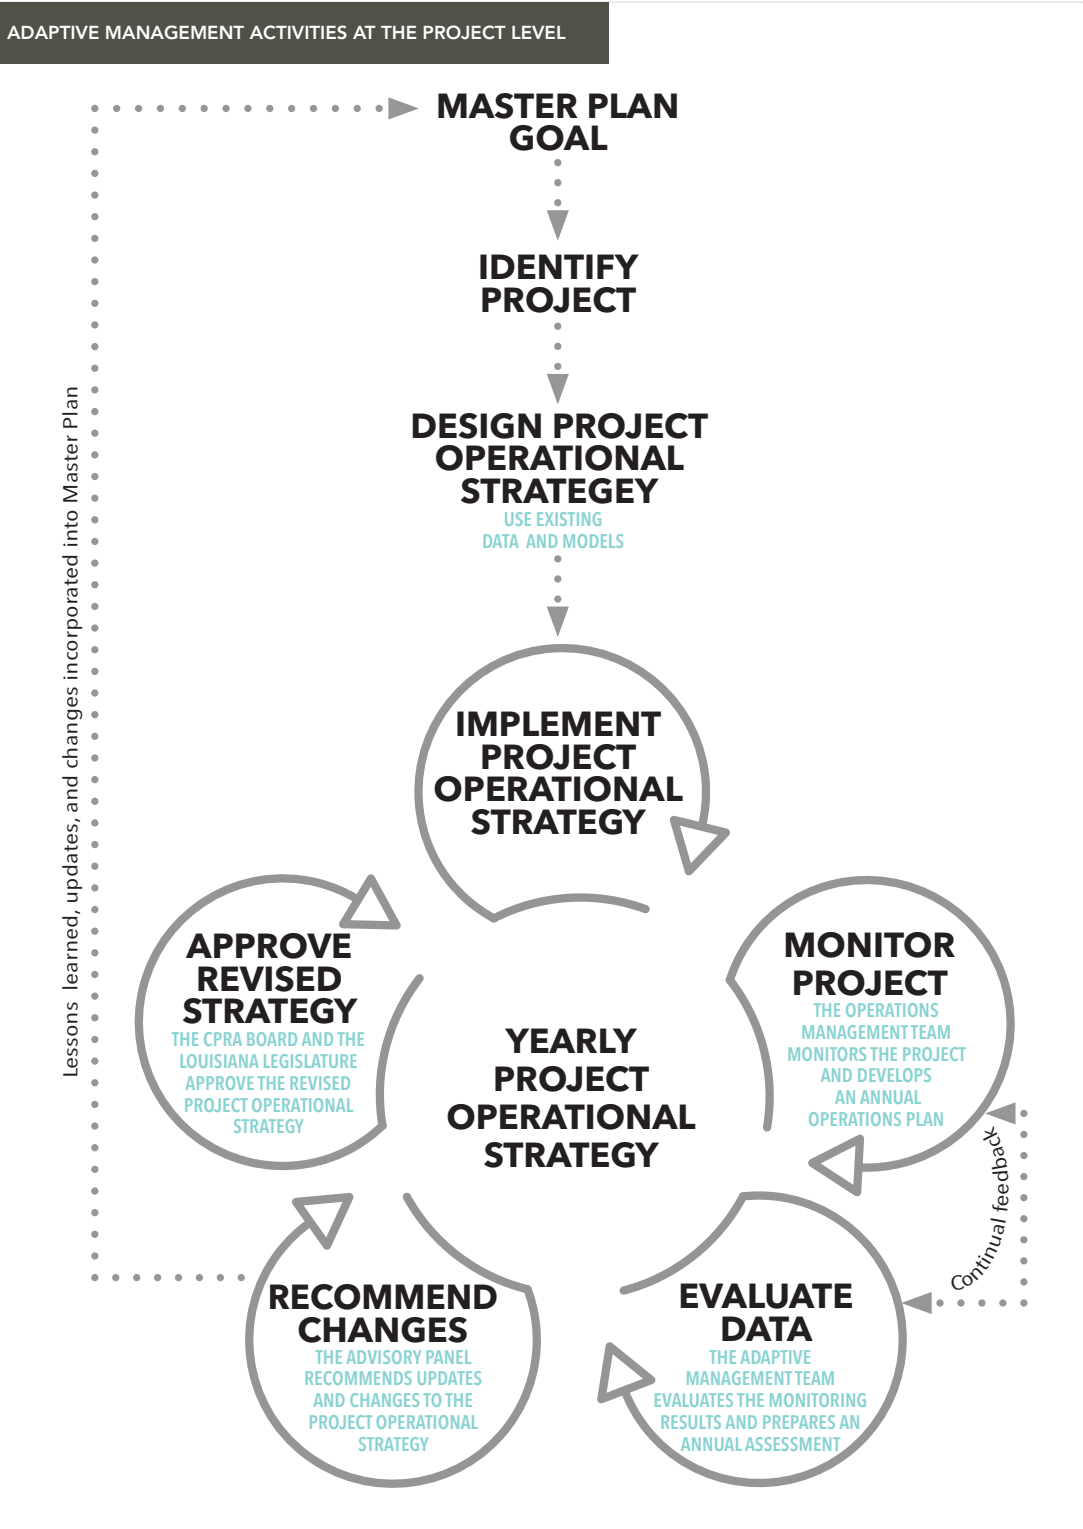 ADAPTIVE MANAGEMENT ACTIVITIES AT THE PROJECT LEVEL
MASTER PLAN
GOAL
IDENTIFY
PROJECT
DESIGN PROJECT
OPERATIONAL
STRATEGEY
USE EXISTING
DATA AND MODELS
IMPLEMENT
PROJECT
OPERATIONAL
STRATEGY
MONITOR
PROJECT
THE OPERATIONS
MANAGEMENT TEAM
MONITORS THE PROJECT
AND DEVELOPS
AN ANNUAL
OPERATIONS PLAN
Continual feedback
EVALUATE
DATA
THE ADAPTIVE
MANAGEMENT TEAM
EVALUATES THE MONITORING
RESULTS AND PREPARES AN
ANNUAL ASSESSMENT
RECOMMEND
CHANGES
THE ADVISORY PANEL
RECOMMENDS UPDATES
AND CHANGES TO THE
PROJECT OPERATIONAL
STRATEGY
APPROVE
REVISED
STRATEGY
THE CPRA BOARD AND THE
LOUISIANA LEGISLATURE
APPROVE THE REVISED
PROJECT OPERATIONAL
STRATEGY
YEARLY
PROJECT
OPERATIONAL
STRATEGY
Lessons learned, updates, and changes incorporated into Master Plan